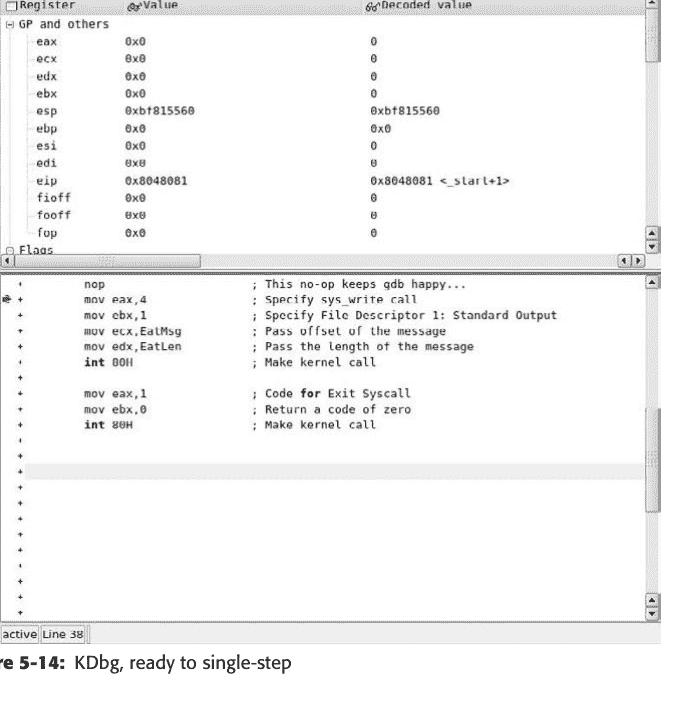 Register Value Decoded value
GP and others
eax 0x0 0
ecx 0x0 0
edx 0x0 0
ebx 0x0 0
esp 0xbf815560 0xbf815560
ebp 0x0 0x0
esi 0x0 0
edi 0x0 0
eip 0x8048081 0x8048081 <_start+1>
fioff 0x0 0
fooff 0x0 0
fop 0x0 0
Flags
nop ; This no-op keeps gdb happy...
mov eax,4 ; Specify sys_write call
mov ebx,1 ; Specify File Descriptor 1: Standard Output
mov ecx,EatMsg ; Pass offset of the message
mov edx,EatLen ; Pass the length of the message
int 80H ; Make kernel call
mov eax,1 ; Code for Exit Syscall
mov ebx,0 ; Return a code of zero
int 80H ; Make kernel call
active Line 38
re 5-14: KDbg, ready to single-step